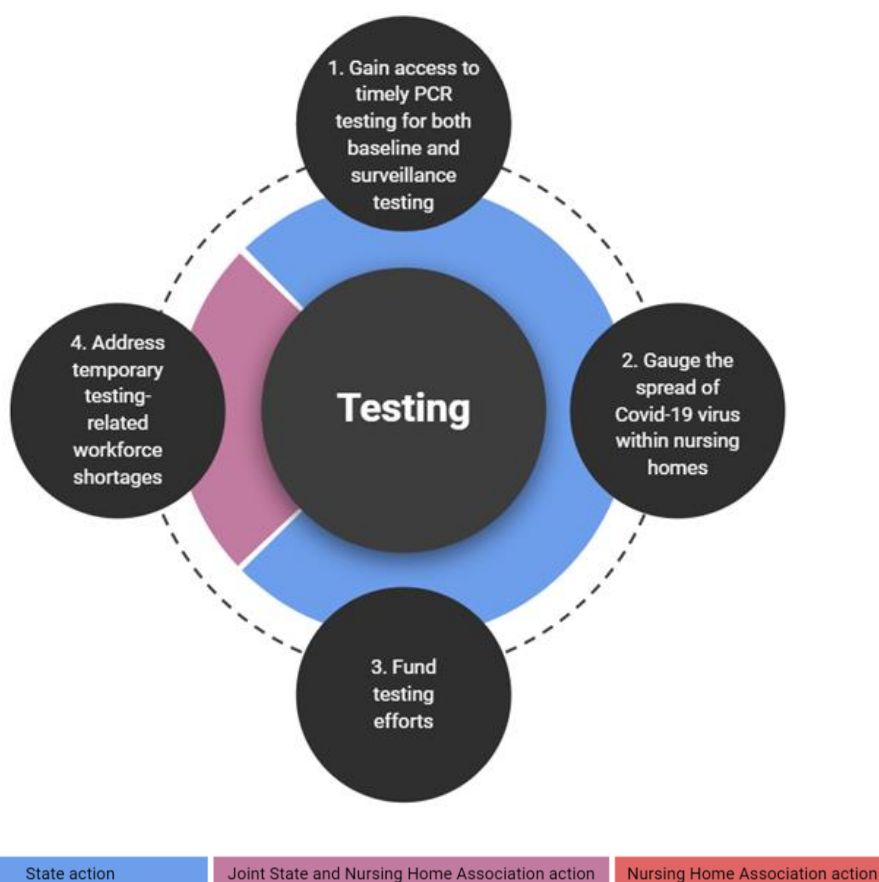 1. Gain access to
timely PCR
testing for both
baseline and
surveillance
testing
4. Address
temporary
testing-
related
workforce
shortages
Testing
2. Gauge the
spread of
Covid-19 virus
within nursing
homes
3. Fund
testing
efforts
State action
Joint State and Nursing Home Association action
Nursing Home Association action